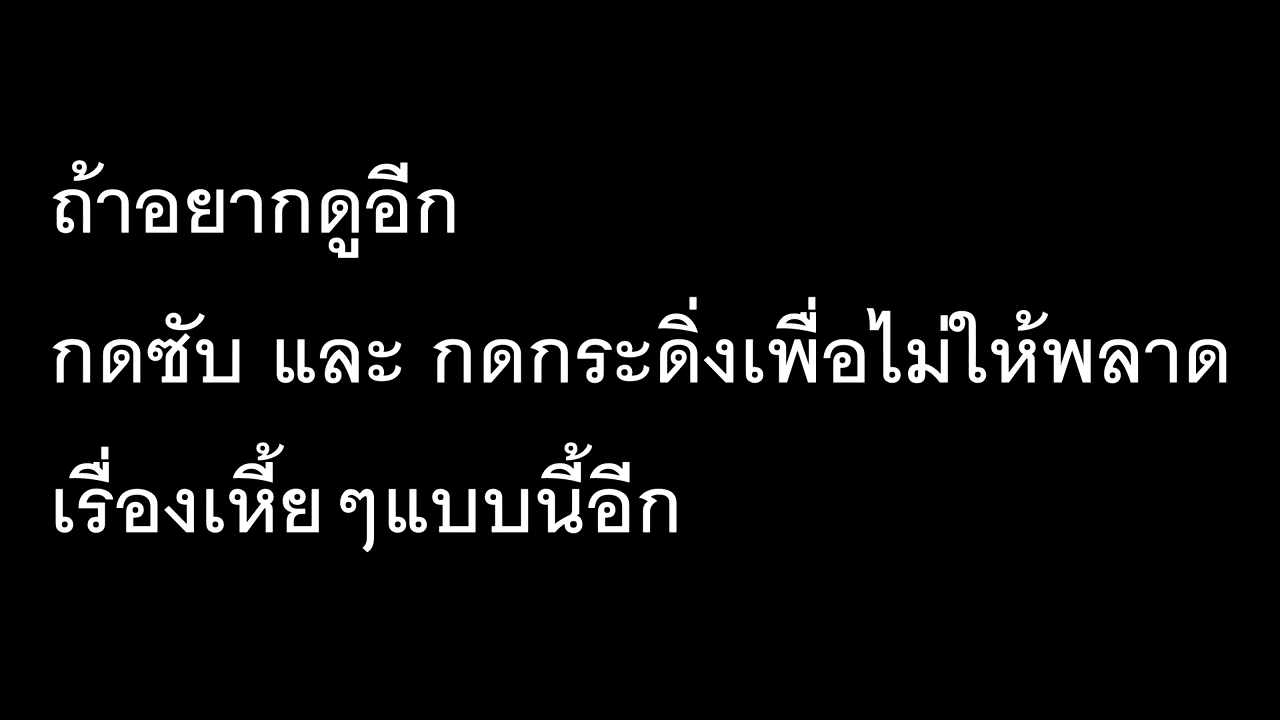 ถ้าอยากดูอีก
กดซับ และ กดกระดิ่งเพื่อไม่ให้พลาด
เรื่องเหี้ยๆแบบนี้อีก